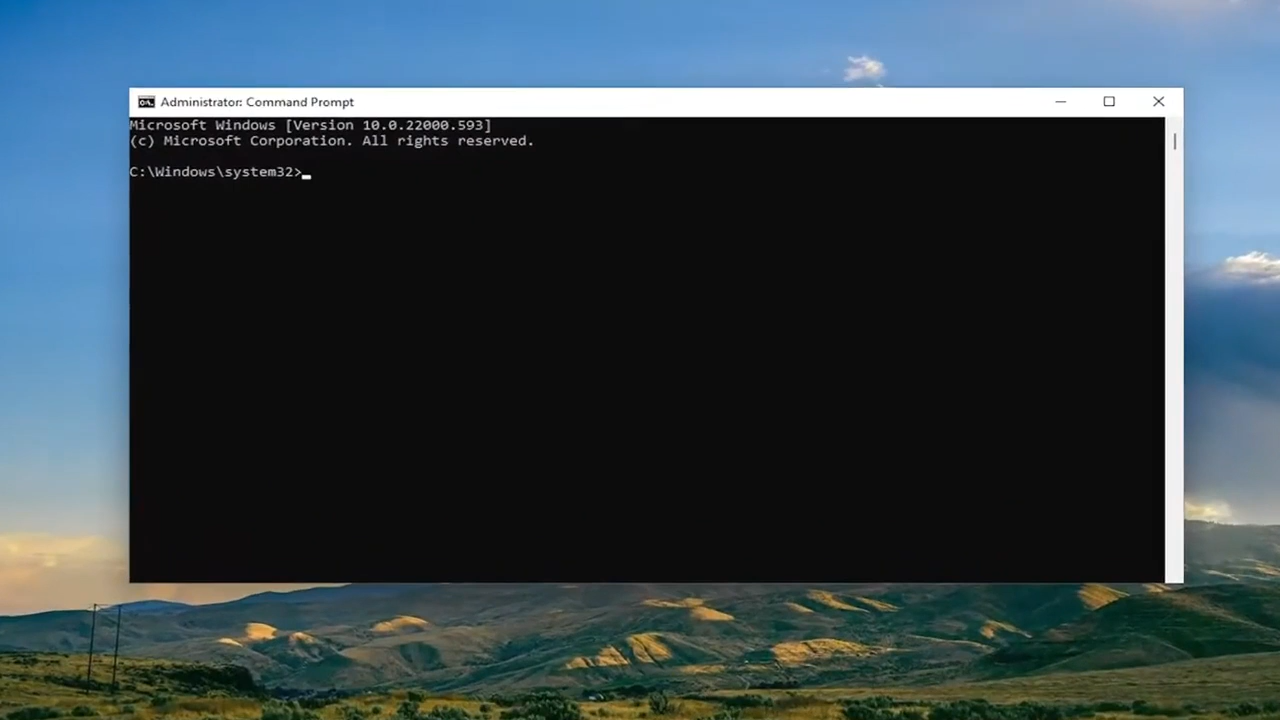 Administrator: Command Prompt
Microsoft Windows [Version 10.0.22000.593]
(c) Microsoft Corporation. All rights reserved.
C:\Windows\system32>